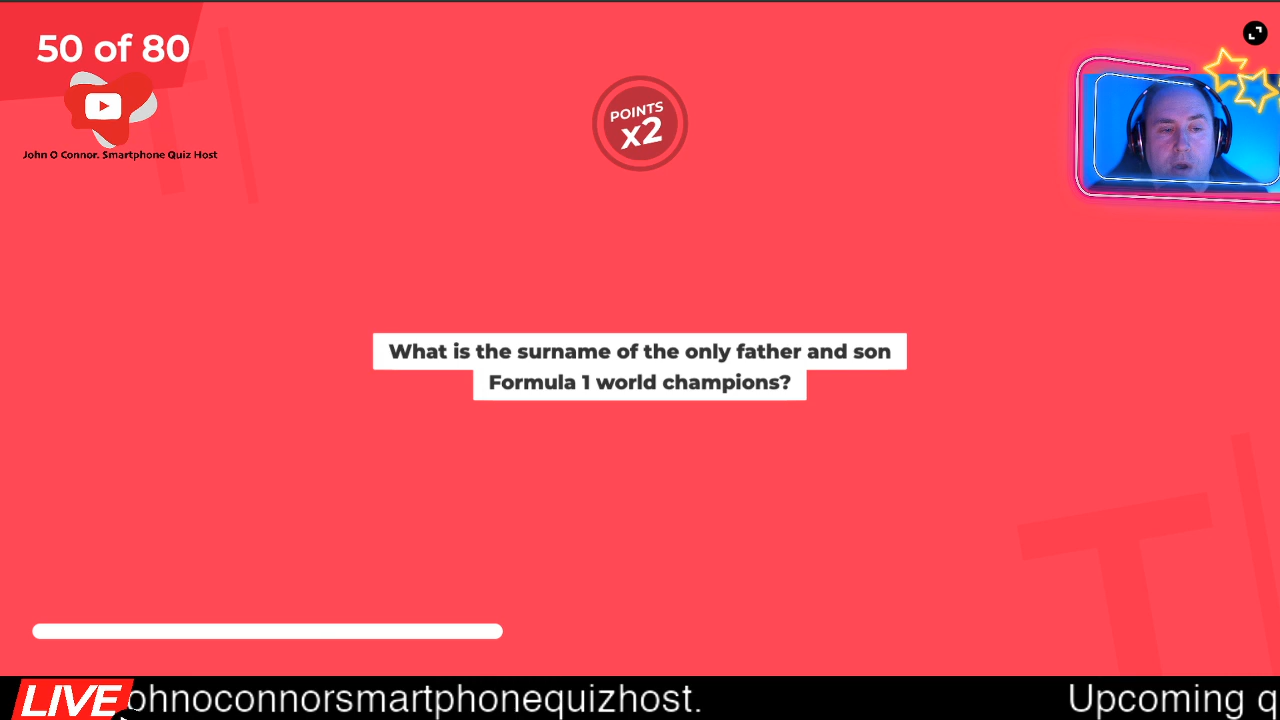 50 of 80
John O Connor. Smartphone Quiz Host
POINTS
x2
What is the surname of the only father and son
Formula 1 world champions?
LIVE
ohnoconnorsmartphonequizhost.
Upcoming q